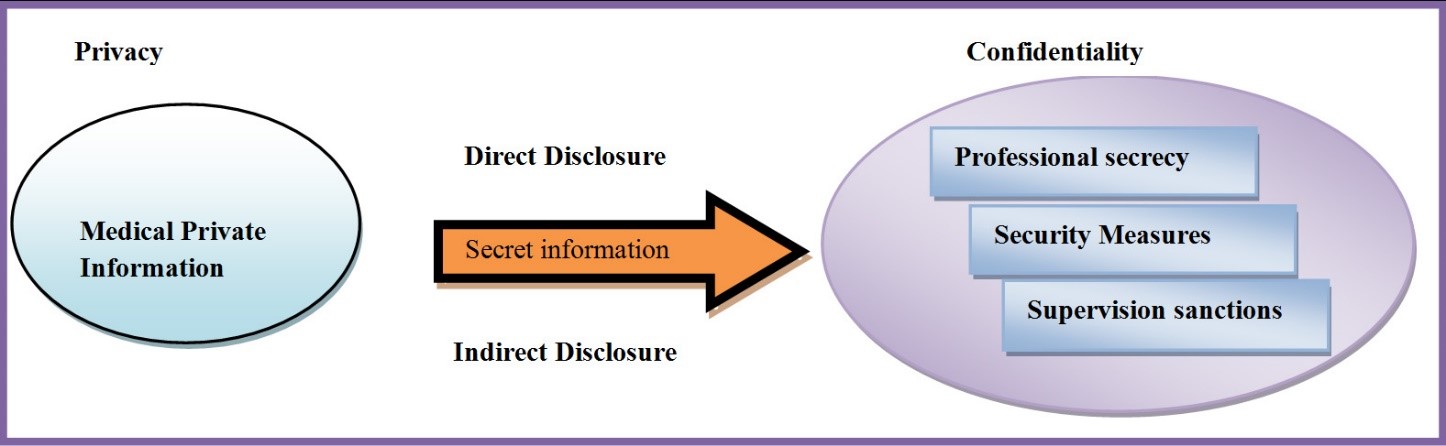 Privacy
Confidentiality
Medical Private
Information
Direct Disclosure
Secret information
Indirect Disclosure
Professional secrecy
Security Measures
Supervision sanctions